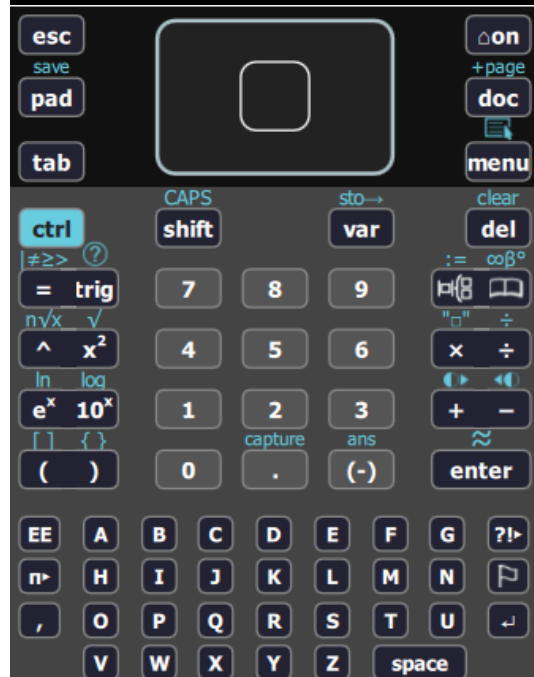 esc ⌂on
save +page
pad doc
tab menu
CAPS sto→ clear
ctrl shift var del
|≠≥> ? := ∞β°
= trig 7 8 9
n√x √ "▫" ÷
^ x² 4 5 6 × ÷
ln log
eˣ 10ˣ 1 2 3 + −
[ ] { } capture ans ≈
( ) 0 . (-) enter
EE A B C D E F G ?!▸
π▸ H I J K L M N
, O P Q R S T U ↵
V W X Y Z space